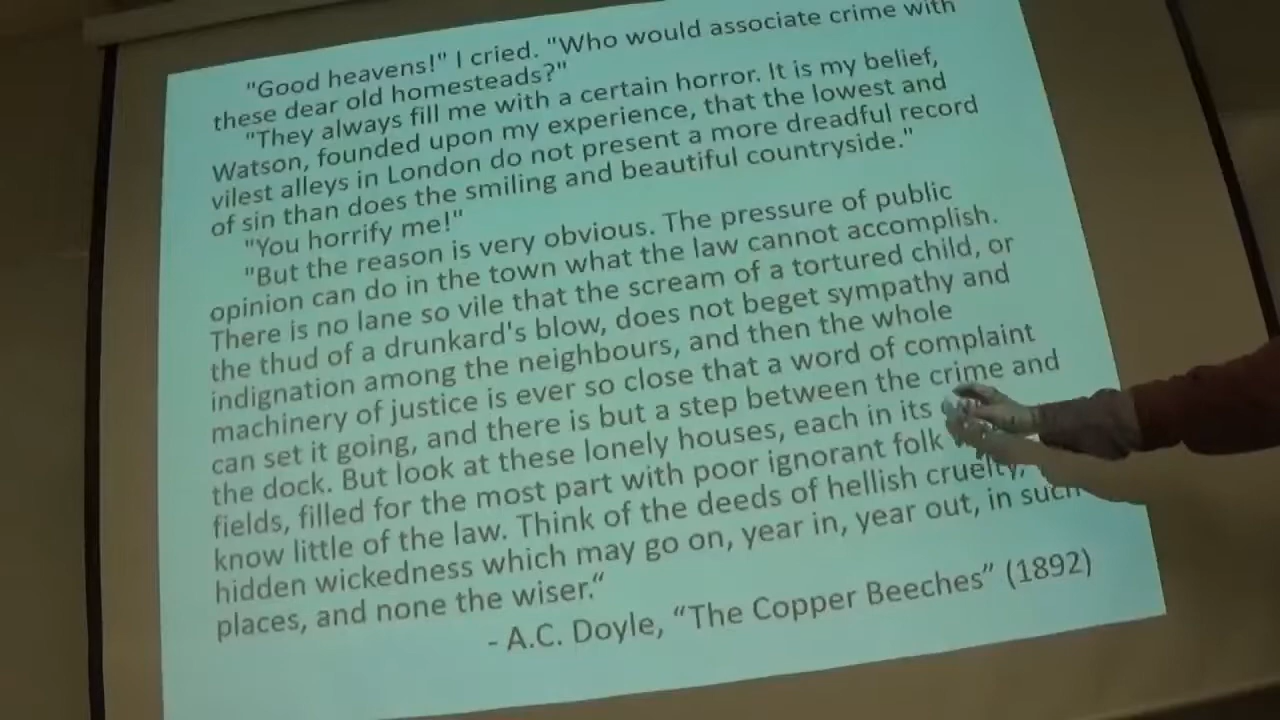 "Good heavens!" I cried. "Who would associate crime with
these dear old homesteads?"
"They always fill me with a certain horror. It is my belief,
Watson, founded upon my experience, that the lowest and
vilest alleys in London do not present a more dreadful record
of sin than does the smiling and beautiful countryside."
"You horrify me!"
"But the reason is very obvious. The pressure of public
opinion can do in the town what the law cannot accomplish.
There is no lane so vile that the scream of a tortured child, or
the thud of a drunkard's blow, does not beget sympathy and
indignation among the neighbours, and then the whole
machinery of justice is ever so close that a word of complaint
can set it going, and there is but a step between the crime and
the dock. But look at these lonely houses, each in its
fields, filled for the most part with poor ignorant folk
know little of the law. Think of the deeds of hellish cruelty,
hidden wickedness which may go on, year in, year out, in such
places, and none the wiser.“
- A.C. Doyle, “The Copper Beeches” (1892)